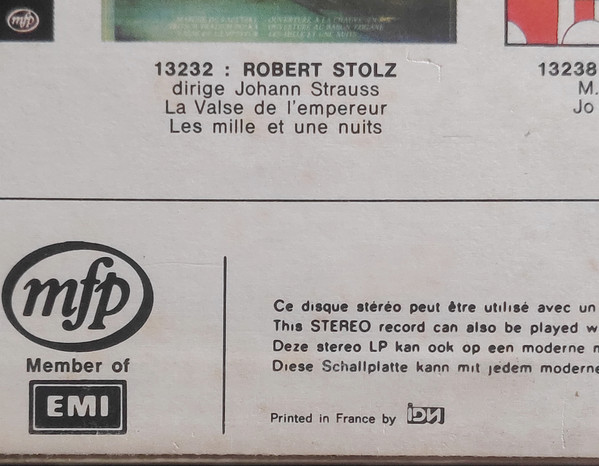 mfp
13232 : ROBERT STOLZ
dirige Johann Strauss
La Valse de l'empereur
Les mille et une nuits
13238
M.
Jo
mfp
Member of
EMI
Ce disque stéréo peut être utilisé avec un
This STEREO record can also be played w
Deze stereo LP kan ook op een moderne
Diese Schallplatte kann mit jedem moderne
Printed in France by iDN